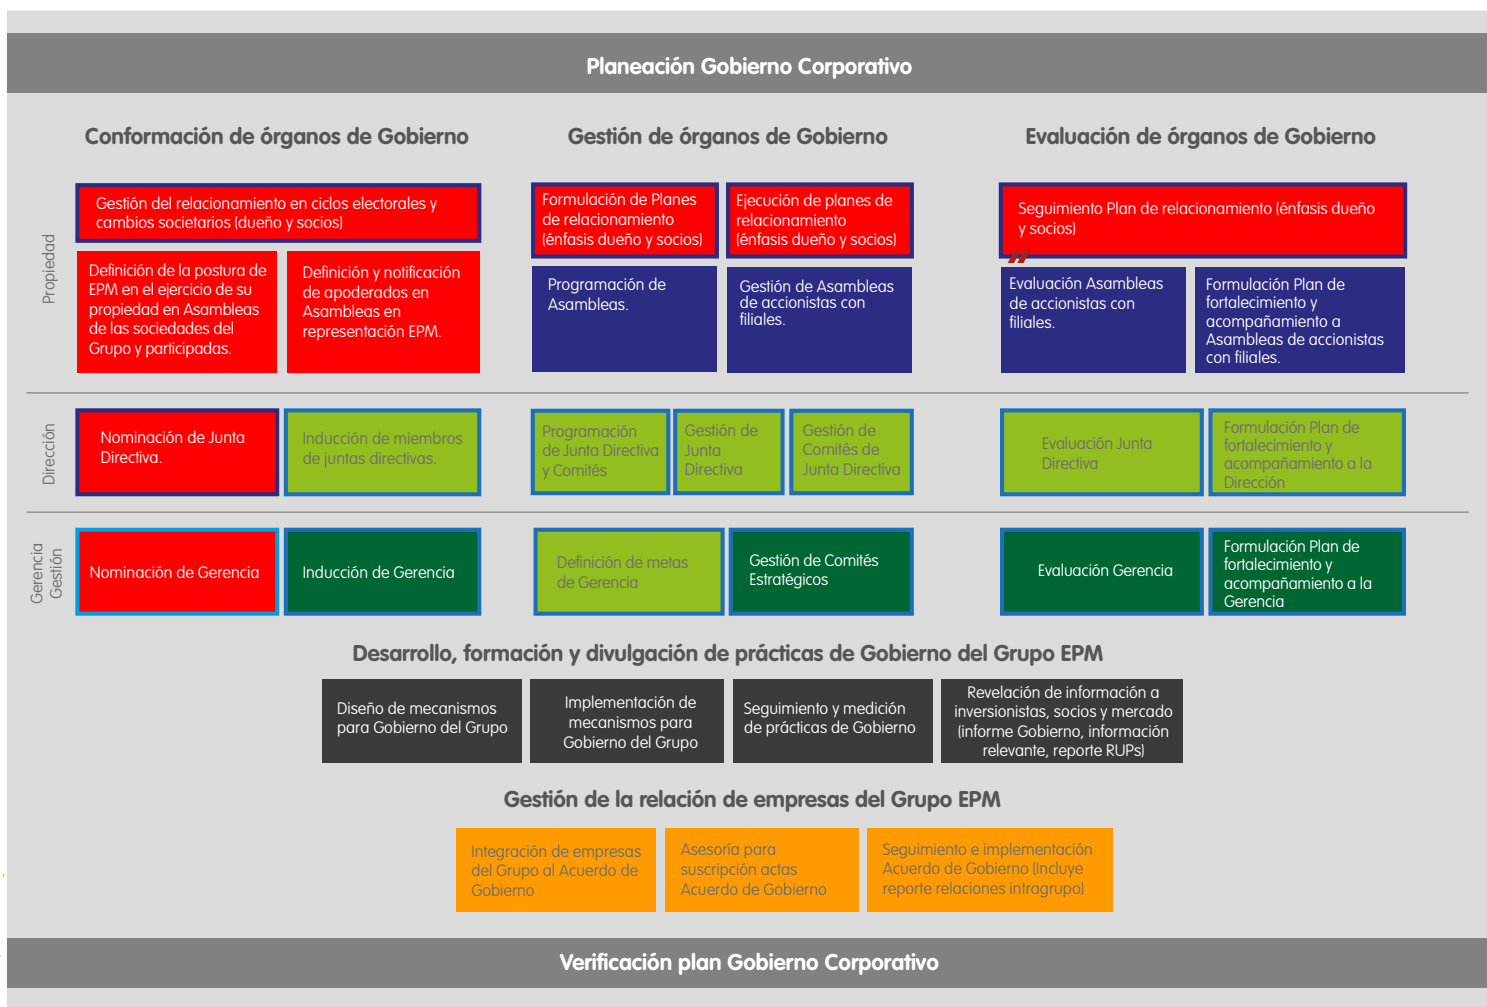 Planeación Gobierno Corporativo
Conformación de órganos de Gobierno
Gestión de órganos de Gobierno
Evaluación de órganos de Gobierno
Propiedad
Gestión del relacionamiento en ciclos electorales y
cambios societarios (dueño y socios)
Formulación de Planes
de relacionamiento
(énfasis dueño y socios)
Ejecución de planes de
relacionamiento
(énfasis dueño y socios)
Seguimiento Plan de relacionamiento (énfasis dueño
y socios)
Definición de la postura de
EPM en el ejercicio de su
propiedad en Asambleas
de las sociedades del
Grupo y participadas.
Definición y notificación
de apoderados en
Asambleas en
representación EPM.
Programación de
Asambleas.
Gestión de Asambleas
de accionistas con
filiales.
Evaluación Asambleas
de accionistas con
filiales.
Formulación Plan de
fortalecimiento y
acompañamiento a
Asambleas de accionistas
con filiales.
Dirección
Nominación de Junta
Directiva.
Inducción de miembros
de juntas directivas.
Programación
de Junta Directiva
y Comités
Gestión de
Junta
Directiva
Gestión de
Comités de
Junta Directiva
Evaluación Junta
Directiva
Formulación Plan de
fortalecimiento y
acompañamiento a la
Dirección
Gerencia
Gestión
Nominación de Gerencia
Inducción de Gerencia
Definición de metas
de Gerencia
Gestión de Comités
Estratégicos
Evaluación Gerencia
Formulación Plan de
fortalecimiento y
acompañamiento a la
Gerencia
Desarrollo, formación y divulgación de prácticas de Gobierno del Grupo EPM
Diseño de mecanismos
para Gobierno del Grupo
Implementación de
mecanismos para
Gobierno del Grupo
Seguimiento y medición
de prácticas de Gobierno
Revelación de información a
inversionistas, socios y mercado
(informe Gobierno, información
relevante, reporte RUPs)
Gestión de la relación de empresas del Grupo EPM
Integración de empresas
del Grupo al Acuerdo de
Gobierno
Asesoría para
suscripción actas
Acuerdo de Gobierno
Seguimiento e implementación
Acuerdo de Gobierno (Incluye
reporte relaciones intragrupo)
Verificación plan Gobierno Corporativo